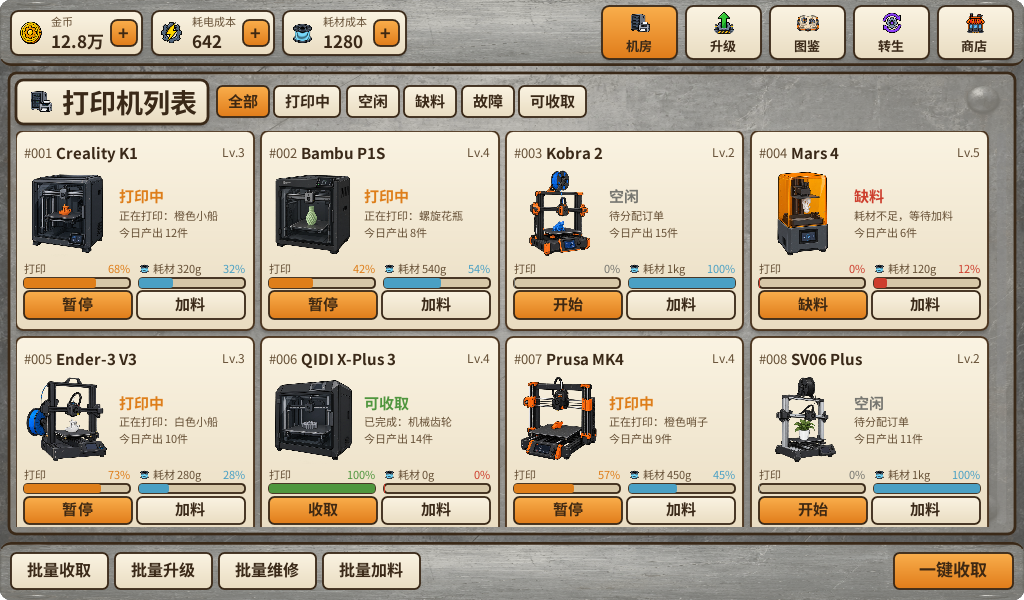 金币
12.8万
+
耗电成本
642
+
耗材成本
1280
+
机房
升级
图鉴
转生
商店
打印机列表
全部
打印中
空闲
缺料
故障
可收取
#001 Creality K1 Lv.3
打印中
正在打印：橙色小船
今日产出 12件
打印 68% 耗材 320g 32%
暂停 加料
#002 Bambu P1S Lv.4
打印中
正在打印：螺旋花瓶
今日产出 8件
打印 42% 耗材 540g 54%
暂停 加料
#003 Kobra 2 Lv.2
空闲
待分配订单
今日产出 15件
打印 0% 耗材 1kg 100%
开始 加料
#004 Mars 4 Lv.5
缺料
耗材不足，等待加料
今日产出 6件
打印 0% 耗材 120g 12%
缺料 加料
#005 Ender-3 V3 Lv.3
打印中
正在打印：白色小船
今日产出 10件
打印 73% 耗材 280g 28%
暂停 加料
#006 QIDI X-Plus 3 Lv.4
可收取
已完成：机械齿轮
今日产出 14件
打印 100% 耗材 0g 0%
收取 加料
#007 Prusa MK4 Lv.4
打印中
正在打印：橙色哨子
今日产出 9件
打印 57% 耗材 450g 45%
暂停 加料
#008 SV06 Plus Lv.2
空闲
待分配订单
今日产出 11件
打印 0% 耗材 1kg 100%
开始 加料
批量收取
批量升级
批量维修
批量加料
一键收取